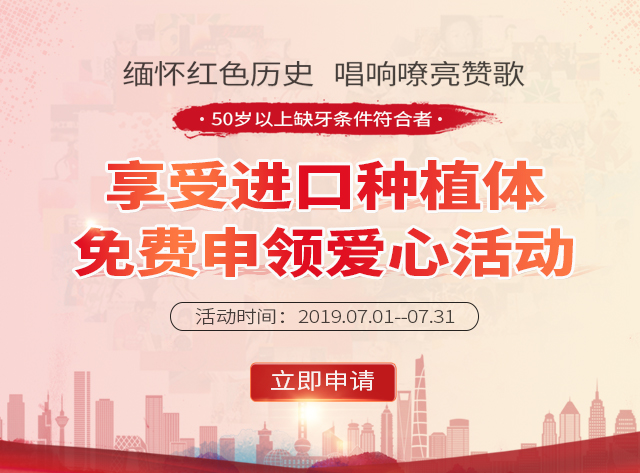 缅怀红色历史 唱响嘹亮赞歌
·50岁以上缺牙条件符合者·
享受进口种植体
免费申领爱心活动
活动时间：2019.07.01--07.31
立即申请